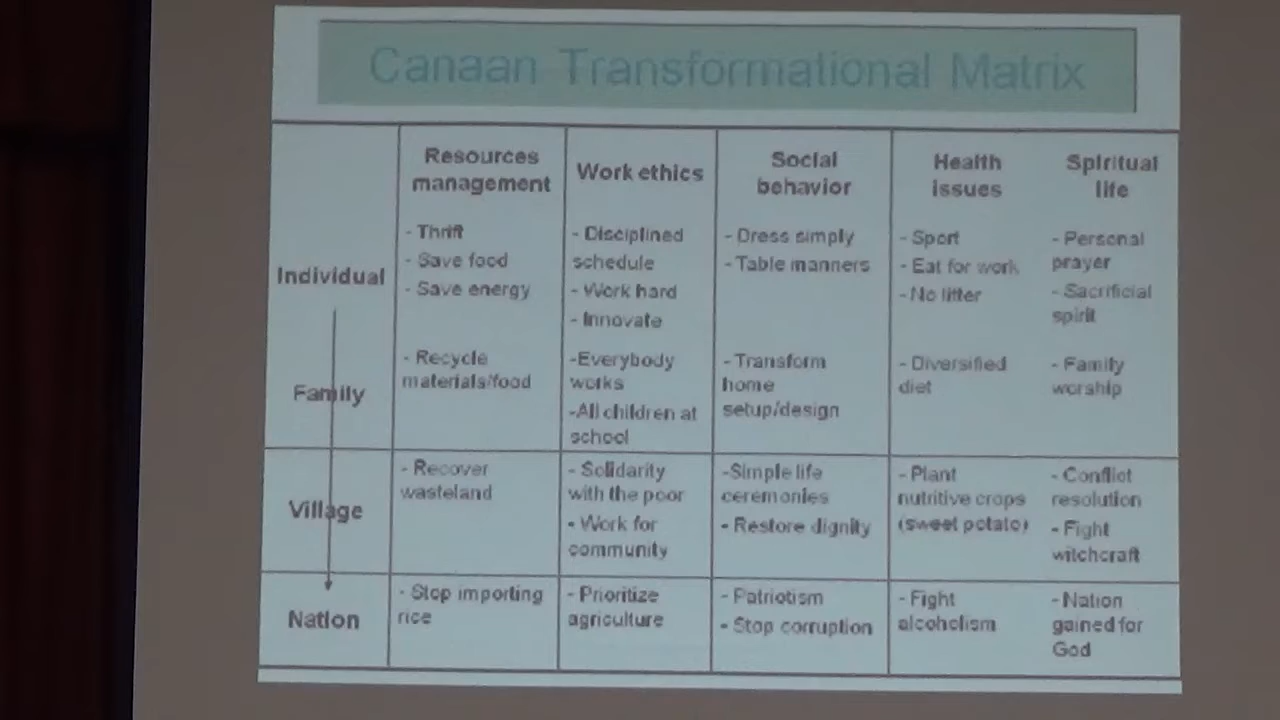 Canaan Transformational Matrix
Resources
management
Work ethics
Social
behavior
Health
issues
Spiritual
life
Individual
- Thrift
- Save food
- Save energy
- Disciplined
schedule
- Work hard
- Innovate
- Dress simply
- Table manners
- Sport
- Eat for work
- No litter
- Personal
prayer
- Sacrificial
spirit
Family
- Recycle
materials/food
-Everybody
works
-All children at
school
- Transform
home
setup/design
- Diversified
diet
- Family
worship
Village
- Recover
wasteland
- Solidarity
with the poor
- Work for
community
-Simple life
ceremonies
- Restore dignity
- Plant
nutritive crops
(sweet potato)
- Conflict
resolution
- Fight
witchcraft
Nation
- Stop importing
rice
- Prioritize
agriculture
- Patriotism
- Stop corruption
- Fight
alcoholism
- Nation
gained for
God